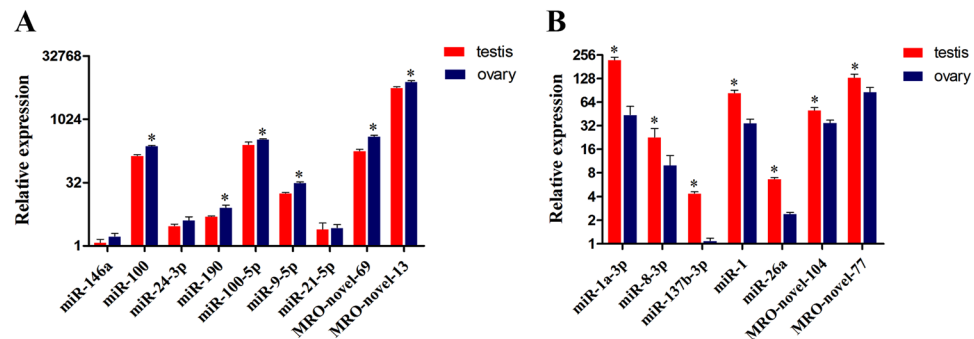 A
testis
ovary
Relative expression
32768
1024
32
1
*
*
*
*
*
*
miR-146a
miR-100
miR-24-3p
miR-190
miR-100-5p
miR-9-5p
miR-21-5p
MRO-novel-69
MRO-novel-13
B
testis
ovary
Relative expression
256
128
64
32
16
8
4
2
1
*
*
*
*
*
*
*
miR-1a-3p
miR-8-3p
miR-137b-3p
miR-1
miR-26a
MRO-novel-104
MRO-novel-77